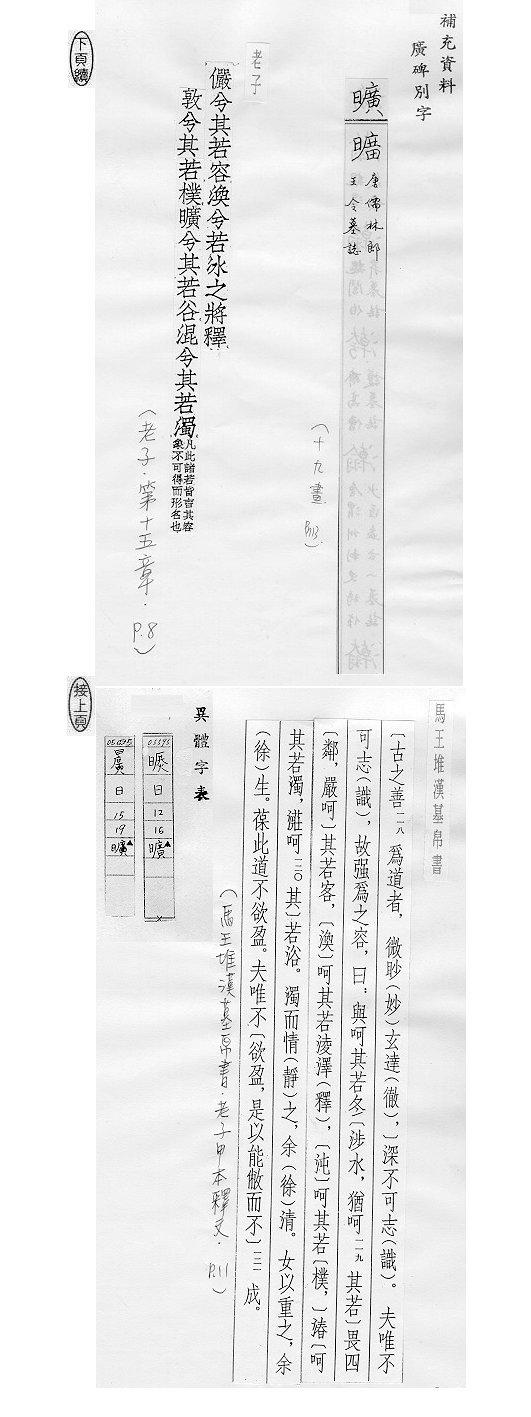 補充資料
廣碑別字
曠
唐儒林郎
王令墓誌
(十九畫 P.413.)
老子
儼兮其若容渙兮若冰之將釋
敦兮其若樸曠兮其若谷混兮其若濁
凡此諸若皆言其容
象不可得而形名也
(老子.第十五章. P.8)
下頁續
接上頁
馬王堆漢墓帛書
〔古之善一一八爲道者,微眇(妙)玄達(徹),〕深不可志(識)。夫唯不
可志(識),故强爲之容,曰:與呵其若冬〔涉水,猶呵一一九其若〕畏四
〔鄰,嚴呵〕其若客,〔渙〕呵其若淩澤(釋),〔沌〕呵其若〔樸,〕湷〔呵
其若濁,𣶈呵一二〇其〕若浴。濁而情(靜)之,余(徐)清。女以重之,余
(徐)生。葆此道不欲盈。夫唯不〔欲盈,是以能敝而不〕一二一成。
(馬王堆漢墓帛書.老子甲本釋文. P.11)
異體字表
日
12
16
曠▲
日
15
19
曠▲